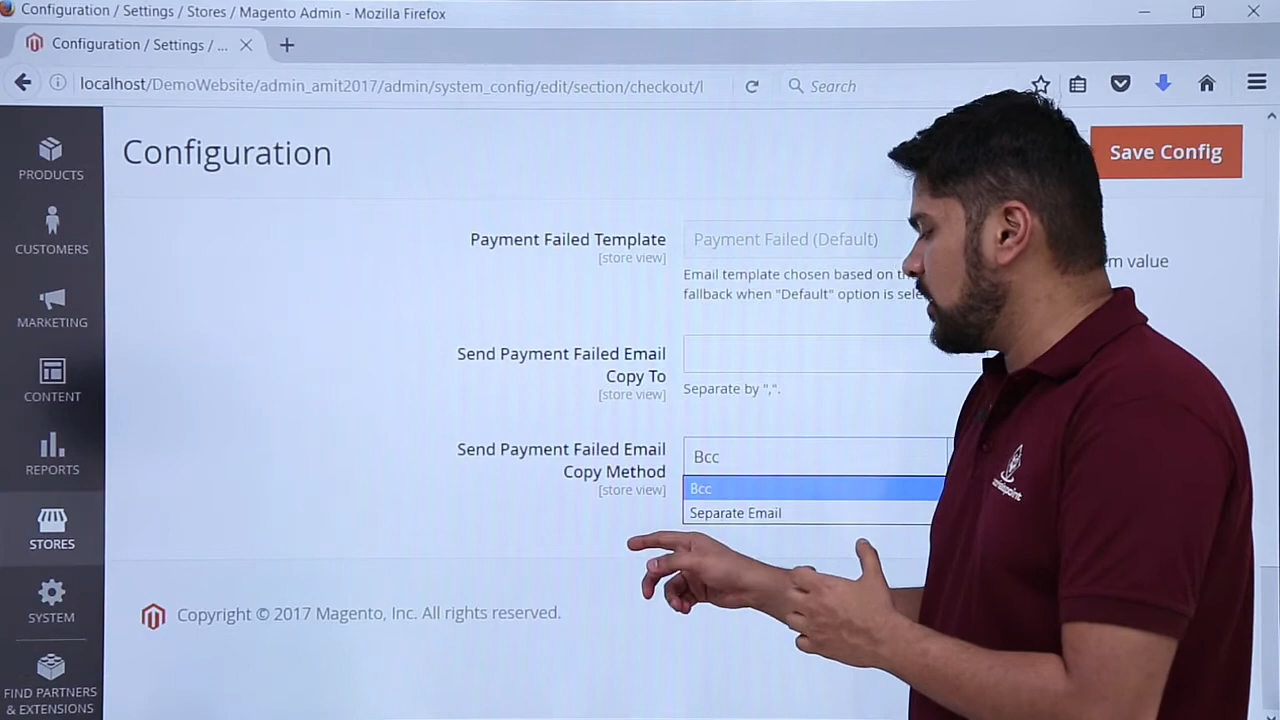 Configuration / Settings / Stores / Magento Admin - Mozilla Firefox
Configuration / Settings / ...
localhost/DemoWebsite/admin_amit2017/admin/system_config/edit/section/checkout/
Search
PRODUCTS
CUSTOMERS
MARKETING
CONTENT
REPORTS
STORES
SYSTEM
FIND PARTNERS
& EXTENSIONS
Configuration
Save Config
Payment Failed Template
[store view]
Payment Failed (Default)
value
Email template chosen based on
fallback when "Default" option is
Send Payment Failed Email
Copy To
[store view]
Separate by ",".
Send Payment Failed Email
Copy Method
[store view]
Bcc
Bcc
Separate Email
Copyright © 2017 Magento, Inc. All rights reserved.